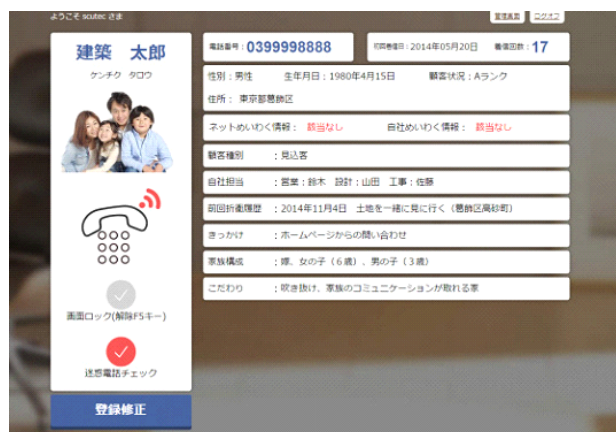 ようこそ scutec さま
管理画面 ログオフ
建築 太郎
ケンチク タロウ
画面ロック(解除F5キー)
迷惑電話チェック
登録修正
電話番号：0399998888
初回着信日：2014年05月20日 着信回数：17
性別：男性 生年月日：1980年4月15日 顧客状況：Aランク
住所： 東京部葛飾区
ネットめいわく情報： 該当なし 自社めいわく情報： 該当なし
顧客種別 ：見込客
自社担当 ：営業：鈴木 設計：山田 工事：佐藤
前回折衝履歴 ：2014年11月4日 土地を一緒に見に行く（葛飾区高砂町）
きっかけ ：ホームページからの問い合わせ
家族構成 ：嫁、女の子（６歳）、男の子（３歳）
こだわり ：吹き抜け、家族のコミュニケーションが取れる家